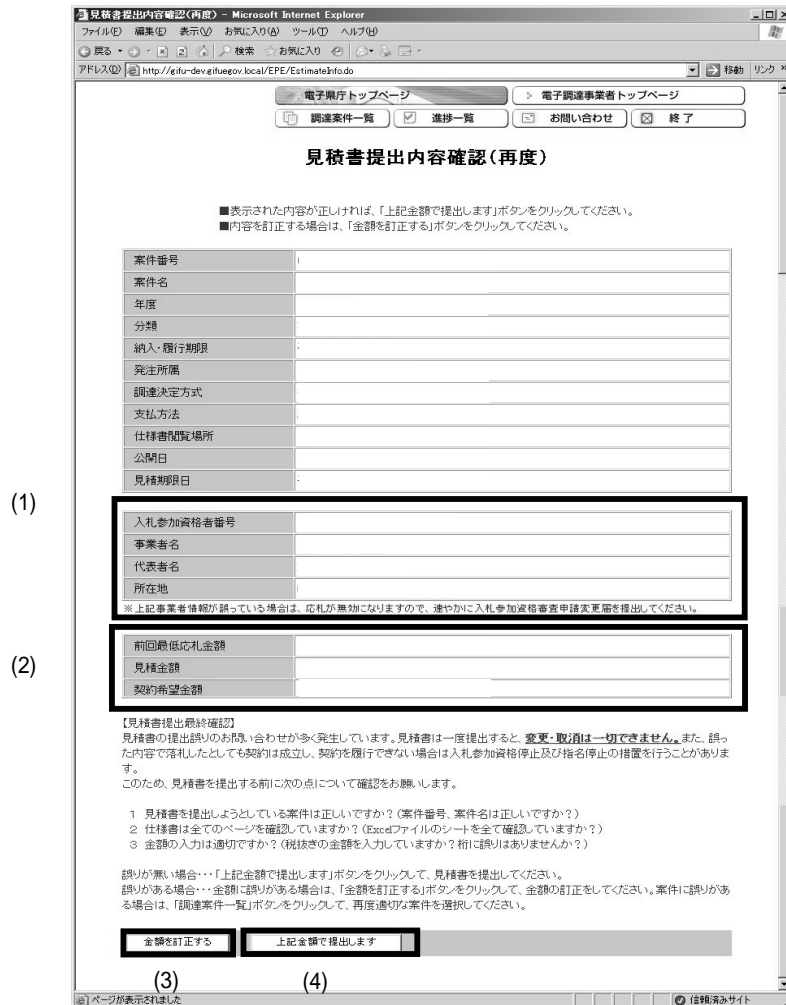 見積書提出内容確認(再度) - Microsoft Internet Explorer
ファイル(F) 編集(E) 表示(V) お気に入り(A) ツール(T) ヘルプ(H)
戻る 検索 お気に入り
アドレス(D) http://gifu-dev.gifuegov.local/EPE/EstimateInfo.do 移動 リンク »
電子県庁トップページ 電子調達事業者トップページ
調達案件一覧 進捗一覧 お問い合わせ 終了
見積書提出内容確認(再度)
■表示された内容が正しければ、「上記金額で提出します」ボタンをクリックしてください。
■内容を訂正する場合は、「金額を訂正する」ボタンをクリックしてください。
案件番号
案件名
年度
分類
納入・履行期限
発注所属
調達決定方式
支払方法
仕様書閲覧場所
公開日
見積期限日
(1)
入札参加資格者番号
事業者名
代表者名
所在地
※上記事業者情報が誤っている場合は、応札が無効になりますので、速やかに入札参加資格審査申請変更届を提出してください。
(2)
前回最低応札金額
見積金額
契約希望金額
【見積書提出最終確認】
見積書の提出誤りのお問い合わせが多く発生しています。見積書は一度提出すると、変更・取消は一切できません。また、誤っ
た内容で落札したとしても契約は成立し、契約を履行できない場合は入札参加資格停止及び指名停止の措置を行うことがありま
す。
このため、見積書を提出する前に次の点について確認をお願いします。
1 見積書を提出しようとしている案件は正しいですか?(案件番号、案件名は正しいですか?)
2 仕様書は全てのページを確認していますか?(Excelファイルのシートを全て確認していますか?)
3 金額の入力は適切ですか?(税抜きの金額を入力していますか?桁に誤りはありませんか?)
誤りが無い場合・・・「上記金額で提出します」ボタンをクリックして、見積書を提出してください。
誤りがある場合・・・金額に誤りがある場合は、「金額を訂正する」ボタンをクリックして、金額の訂正をしてください。案件に誤りがあ
る場合は、「調達案件一覧」ボタンをクリックして、再度適切な案件を選択してください。
金額を訂正する 上記金額で提出します
(3) (4)
ページが表示されました 信頼済みサイト